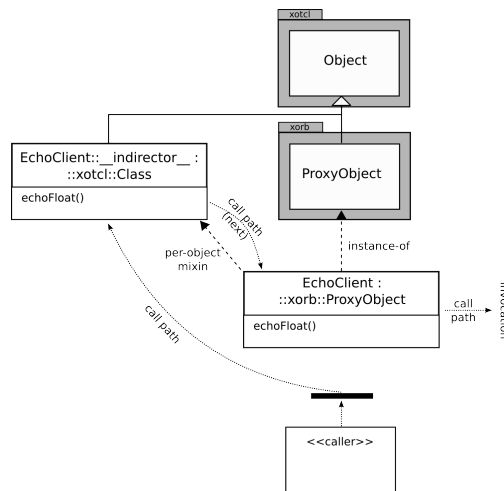 xotcl
Object
xorb
ProxyObject
EchoClient::__indirector__ :
::xotcl::Class
echoFloat()
call path
(next)
per-object
mixin
instance-of
EchoClient :
::xorb::ProxyObject
echoFloat()
call
path
call path
<<caller>>